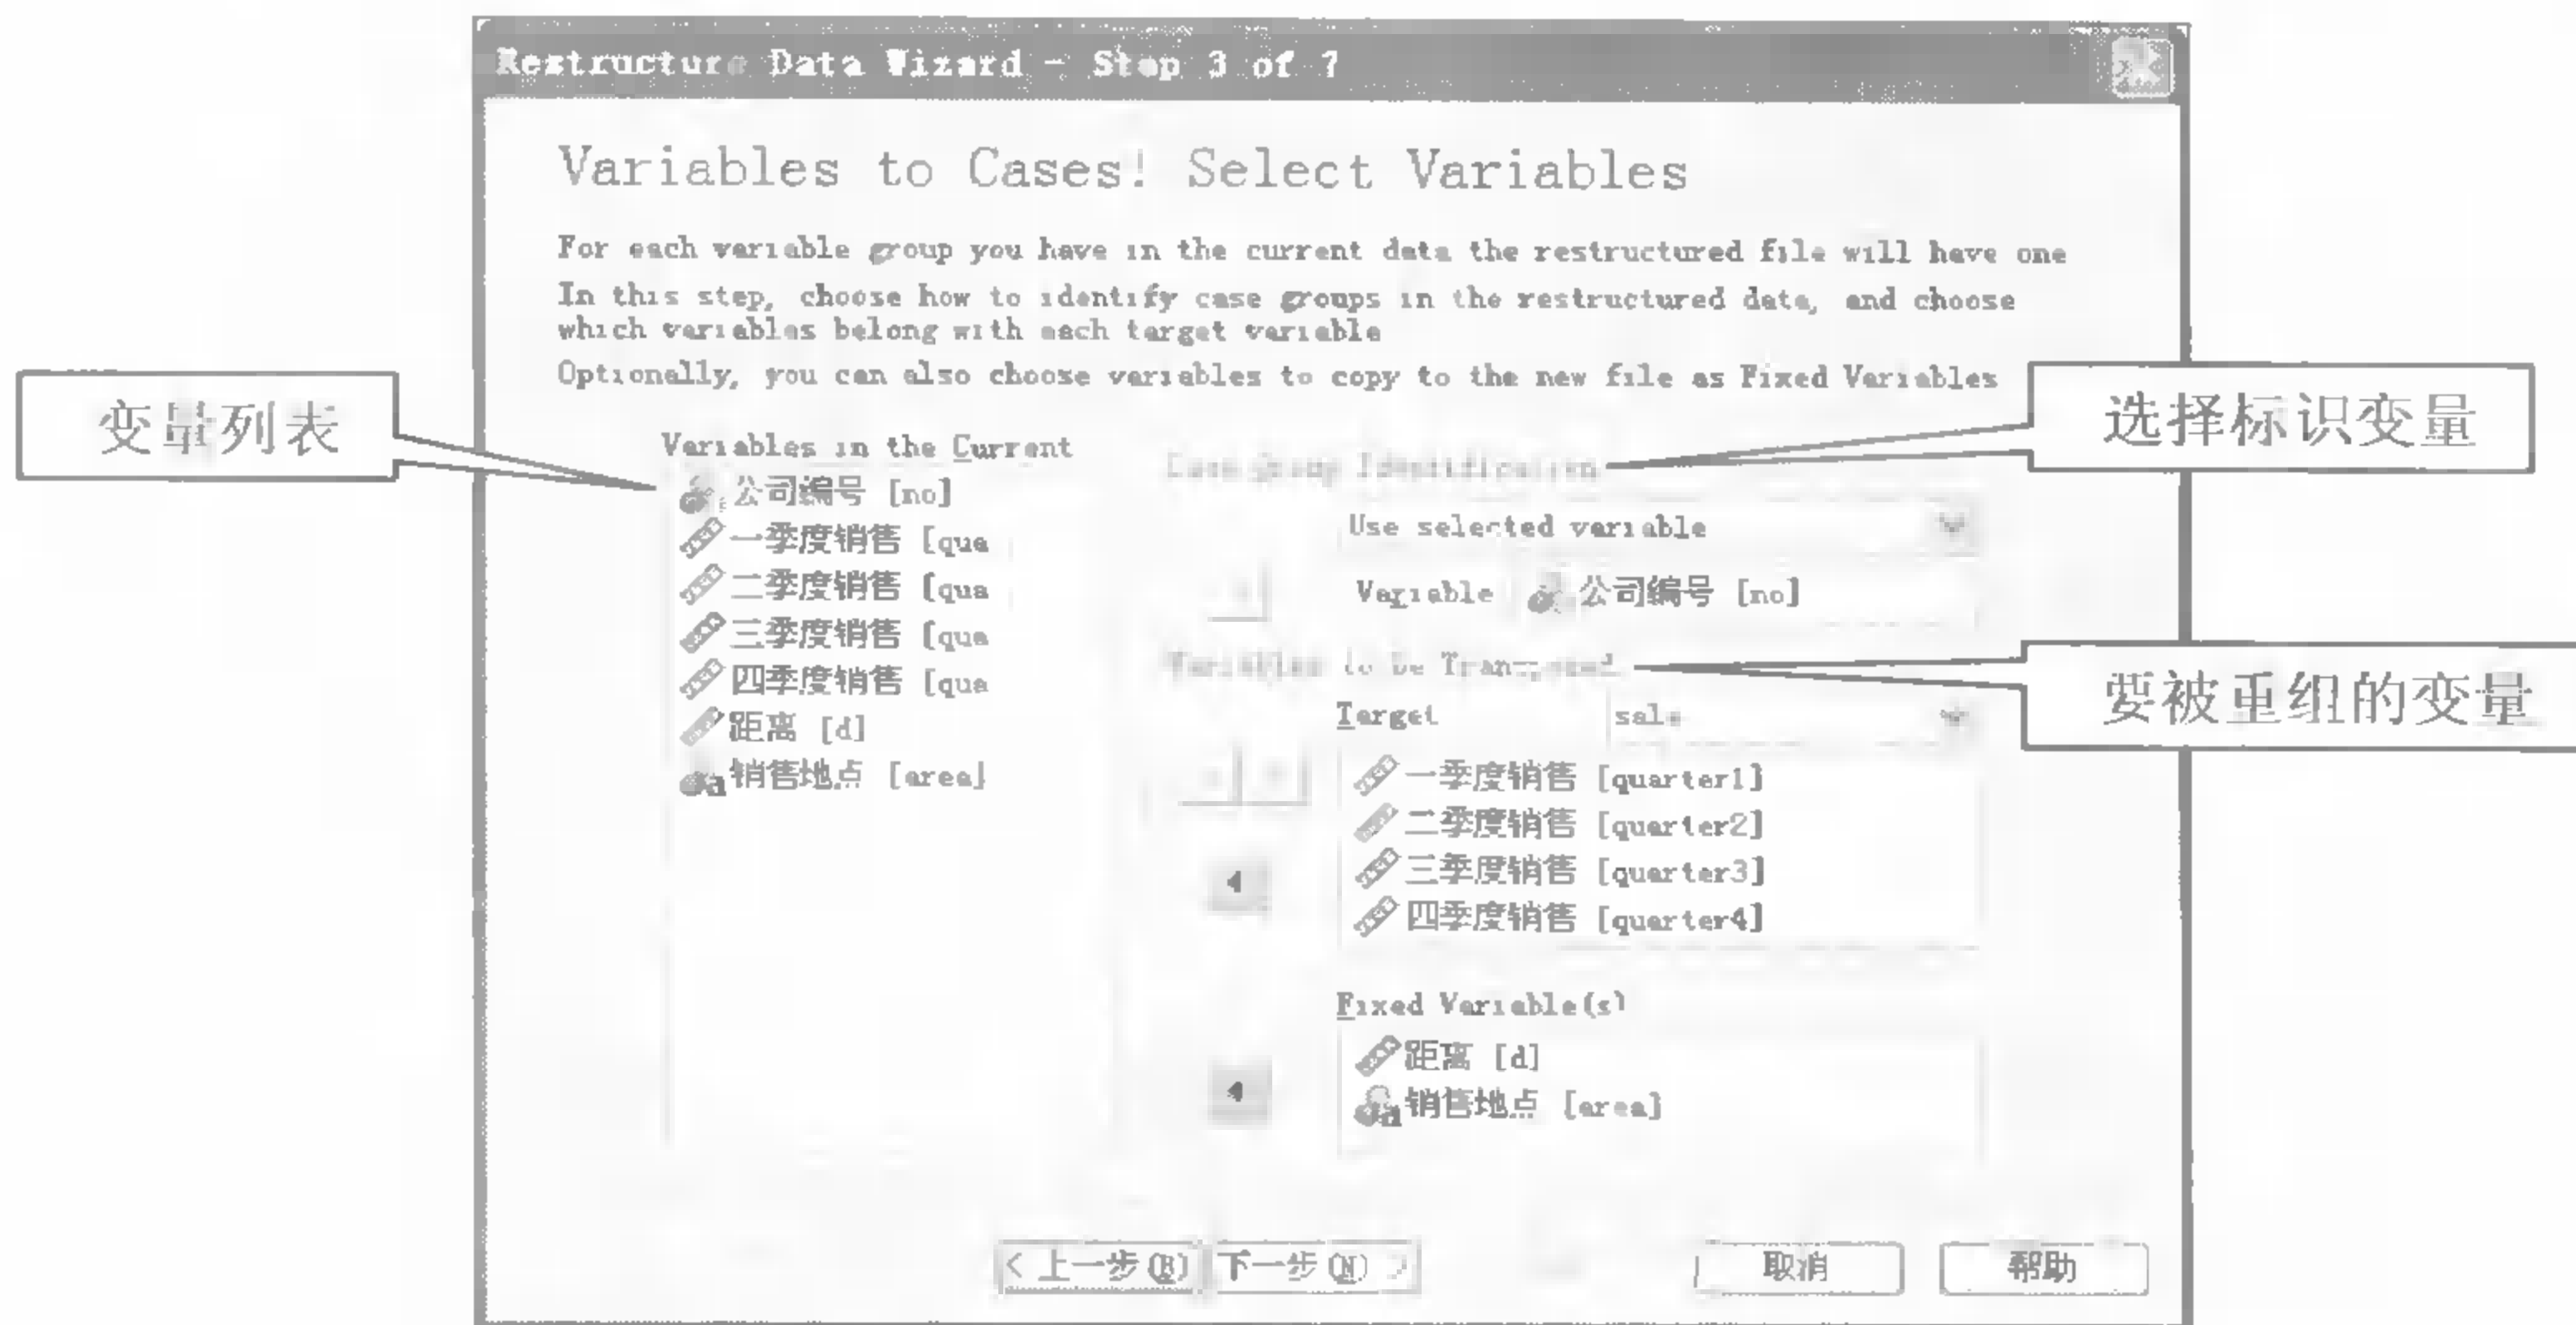 Restructure Data Wizard - Step 3 of 7
Variables to Cases: Select Variables
For each variable group you have in the current data the restructured file will have one
In this step, choose how to identify case groups in the restructured data, and choose
which variables belong with each target variable
Optionally, you can also choose variables to copy to the new file as Fixed Variables
变量列表
选择标识变量
Variables in the Current
公司编号 [no]
一季度销售 [qua
二季度销售 [qua
三季度销售 [qua
四季度销售 [qua
距离 [d]
销售地点 [area]
Case Group Identification
Use selected variable
Variable 公司编号 [no]
Variables to be Transposed
要被重组的变量
Target sale
一季度销售 [quarter1]
二季度销售 [quarter2]
三季度销售 [quarter3]
四季度销售 [quarter4]
Fixed Variable(s)
距离 [d]
销售地点 [area]
< 上一步(B) 下一步(N) > 取消 帮助